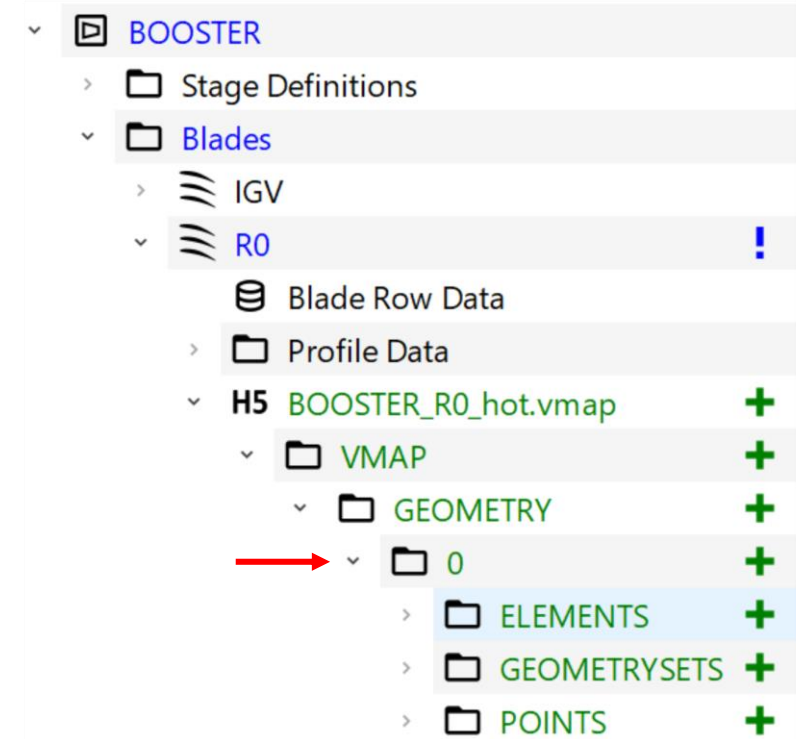 BOOSTER
Stage Definitions
Blades
IGV
R0 !
Blade Row Data
Profile Data
H5 BOOSTER_R0_hot.vmap +
VMAP +
GEOMETRY +
0 +
ELEMENTS +
GEOMETRYSETS +
POINTS +